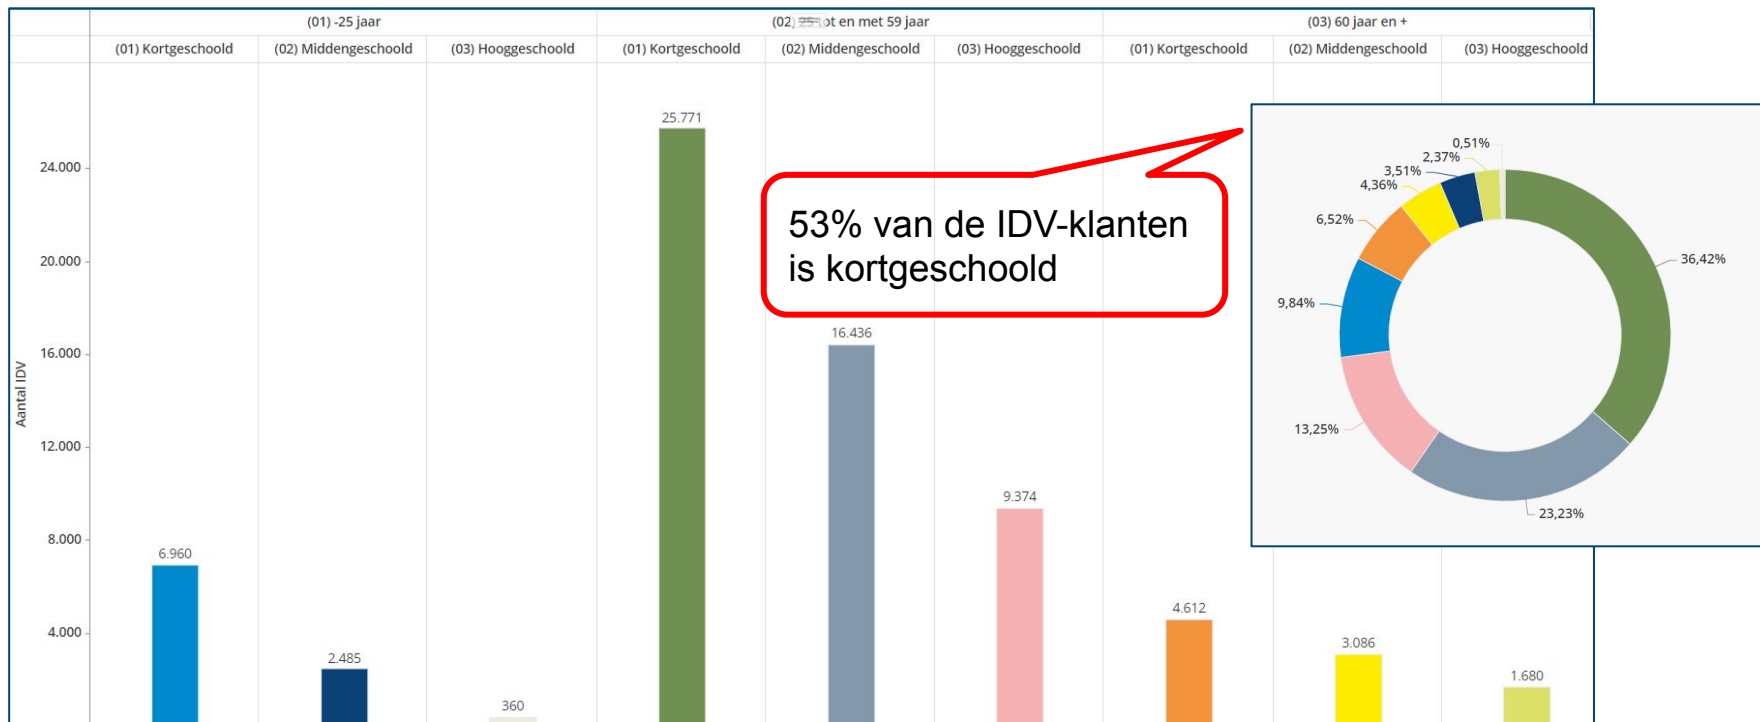 (01) -25 jaar
(02) 25 tot en met 59 jaar
(03) 60 jaar en +
(01) Kortgeschoold
(02) Middengeschoold
(03) Hooggeschoold
(01) Kortgeschoold
(02) Middengeschoold
(03) Hooggeschoold
(01) Kortgeschoold
(02) Middengeschoold
(03) Hooggeschoold
Aantal IDV
24.000
20.000
16.000
12.000
8.000
4.000
6.960
2.485
360
25.771
16.436
9.374
4.612
3.086
1.680
53% van de IDV-klanten
is kortgeschoold
0,51%
2,37%
3,51%
4,36%
6,52%
9,84%
13,25%
23,23%
36,42%